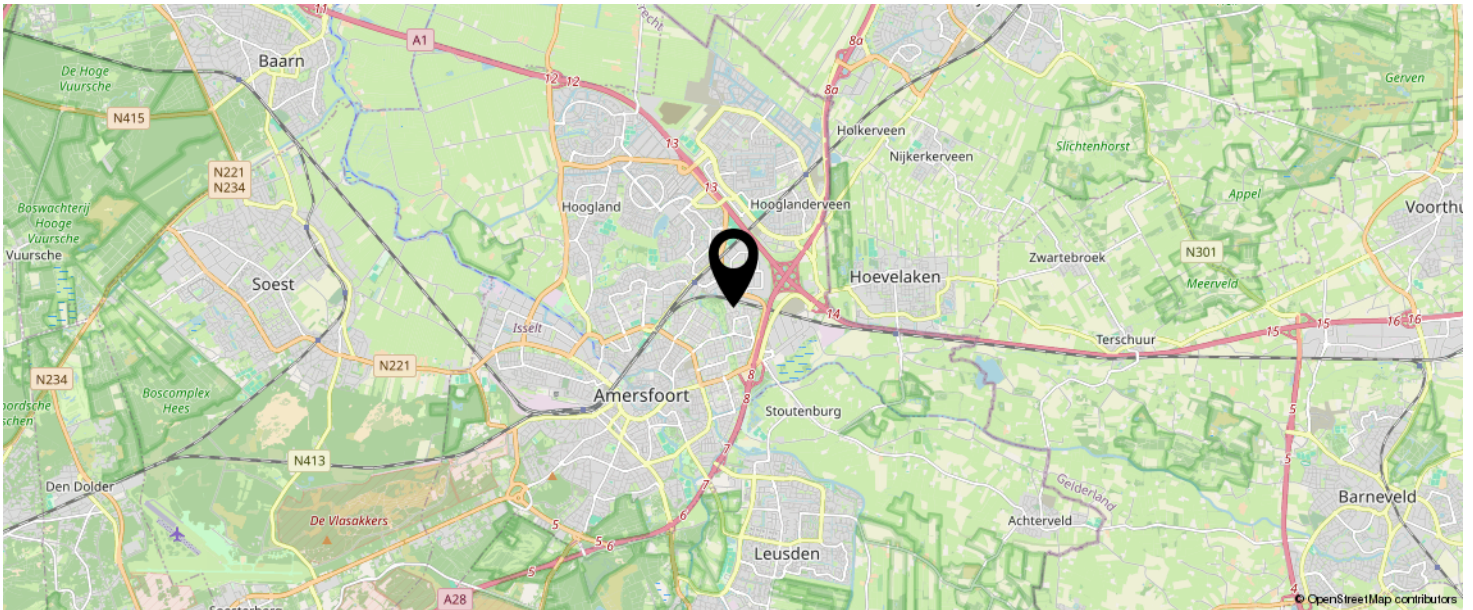 11
A1
Baarn
De Hoge
Vuursche
8a
12
12
8a
Gerven
N415
13
Holkerveen
Nijkerkerveen
Slichtenhorst
N221
N234
13
Appel
Boswachterij
Hooge
Vuursche
Hoogland
Hooglanderveen
Voorthu
Vuursche
N301
Zwartebroek
Soest
Hoevelaken
Meerveld
14
Isselt
15
15
16
16
Terschuur
N221
N234
8
Boscomplex
Hees
Amersfoort
8
Stoutenburg
5
7
N413
5
Den Dolder
7
Gelderland
Barneveld
De Vlasakkers
5
6
6
Achterveld
Leusden
5
A28
4
© OpenStreetMap contributors